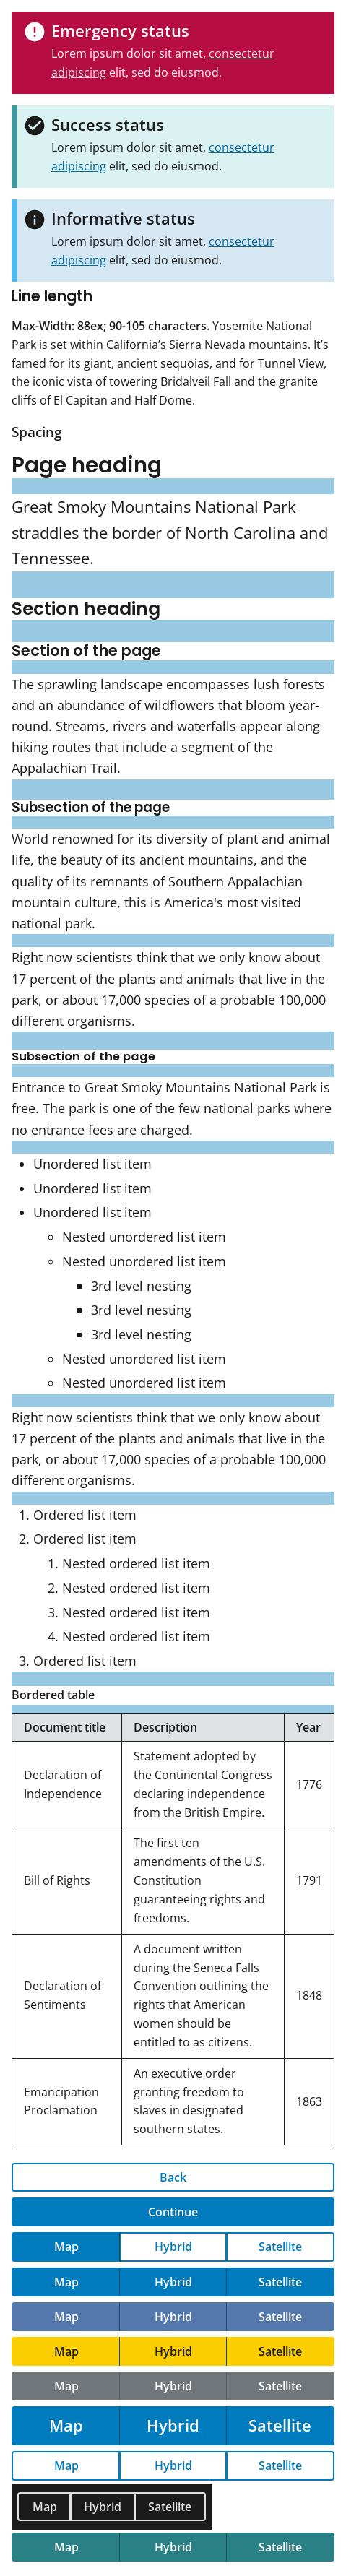 Emergency status
Lorem ipsum dolor sit amet, consectetur
adipiscing elit, sed do eiusmod.
Success status
Lorem ipsum dolor sit amet, consectetur
adipiscing elit, sed do eiusmod.
Informative status
Lorem ipsum dolor sit amet, consectetur
adipiscing elit, sed do eiusmod.
Line length
Max-Width: 88ex; 90-105 characters. Yosemite National
Park is set within California’s Sierra Nevada mountains. It’s
famed for its giant, ancient sequoias, and for Tunnel View,
the iconic vista of towering Bridalveil Fall and the granite
cliffs of El Capitan and Half Dome.
Spacing
Page heading
Great Smoky Mountains National Park
straddles the border of North Carolina and
Tennessee.
Section heading
Section of the page
The sprawling landscape encompasses lush forests
and an abundance of wildflowers that bloom year-
round. Streams, rivers and waterfalls appear along
hiking routes that include a segment of the
Appalachian Trail.
Subsection of the page
World renowned for its diversity of plant and animal
life, the beauty of its ancient mountains, and the
quality of its remnants of Southern Appalachian
mountain culture, this is America's most visited
national park.
Right now scientists think that we only know about
17 percent of the plants and animals that live in the
park, or about 17,000 species of a probable 100,000
different organisms.
Subsection of the page
Entrance to Great Smoky Mountains National Park is
free. The park is one of the few national parks where
no entrance fees are charged.
• Unordered list item
• Unordered list item
• Unordered list item
◦ Nested unordered list item
◦ Nested unordered list item
▪ 3rd level nesting
▪ 3rd level nesting
▪ 3rd level nesting
◦ Nested unordered list item
◦ Nested unordered list item
Right now scientists think that we only know about
17 percent of the plants and animals that live in the
park, or about 17,000 species of a probable 100,000
different organisms.
1. Ordered list item
2. Ordered list item
1. Nested ordered list item
2. Nested ordered list item
3. Nested ordered list item
4. Nested ordered list item
3. Ordered list item
Bordered table
Document title Description Year
Declaration of
Independence
Statement adopted by
the Continental Congress
declaring independence
from the British Empire.
1776
Bill of Rights
The first ten
amendments of the U.S.
Constitution
guaranteeing rights and
freedoms.
1791
Declaration of
Sentiments
A document written
during the Seneca Falls
Convention outlining the
rights that American
women should be
entitled to as citizens.
1848
Emancipation
Proclamation
An executive order
granting freedom to
slaves in designated
southern states.
1863
Back
Continue
Map Hybrid Satellite
Map Hybrid Satellite
Map Hybrid Satellite
Map Hybrid Satellite
Map Hybrid Satellite
Map Hybrid Satellite
Map Hybrid Satellite
Map Hybrid Satellite
Map Hybrid Satellite